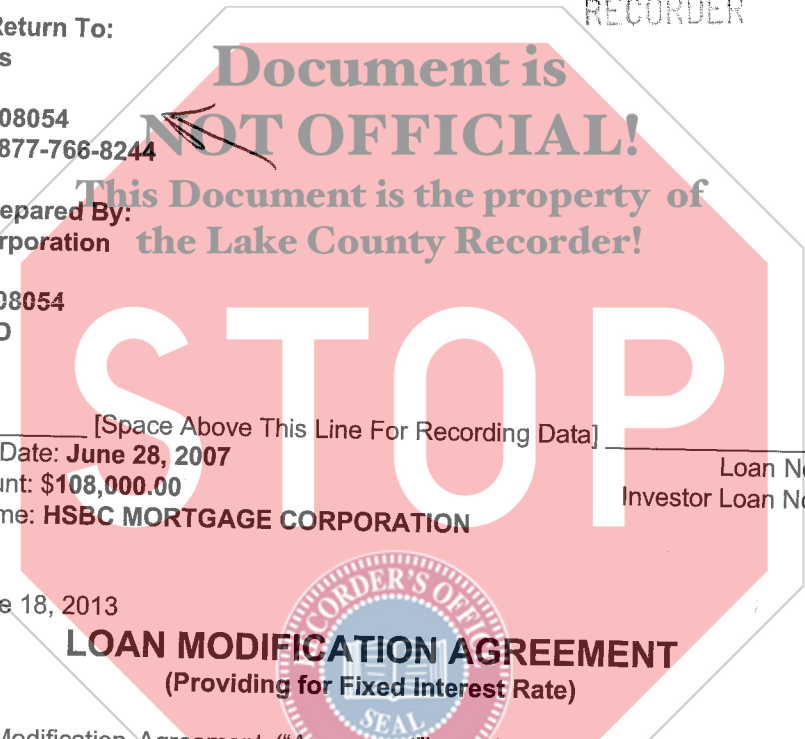 RECORDER
Return To:
s
Document is
08054
NOT OFFICIAL!
877-766-8244
This Document is the property of
epared By:
rporation
the Lake County Recorder!
08054
D
STOP
[Space Above This Line For Recording Data]
Date: June 28, 2007
Loan No
unt: $108,000.00
Investor Loan No
me: HSBC MORTGAGE CORPORATION
RECORDER'S OFFI
e 18, 2013
LOAN MODIFICATION AGREEMENT
(Providing for Fixed Interest Rate)
SEAL
Modification Agreement